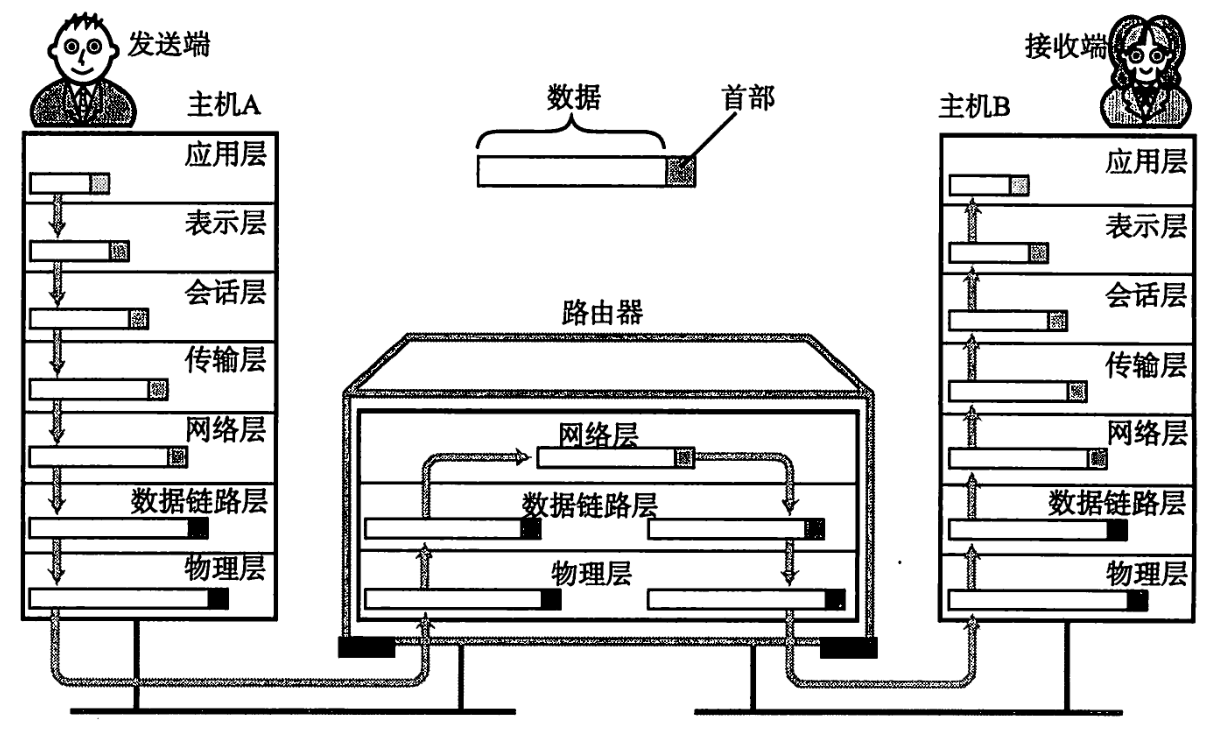 发送端
接收端
主机A
数据
首部
主机B
应用层
表示层
会话层
传输层
网络层
数据链路层
物理层
路由器
网络层
数据链路层
物理层
应用层
表示层
会话层
传输层
网络层
数据链路层
物理层